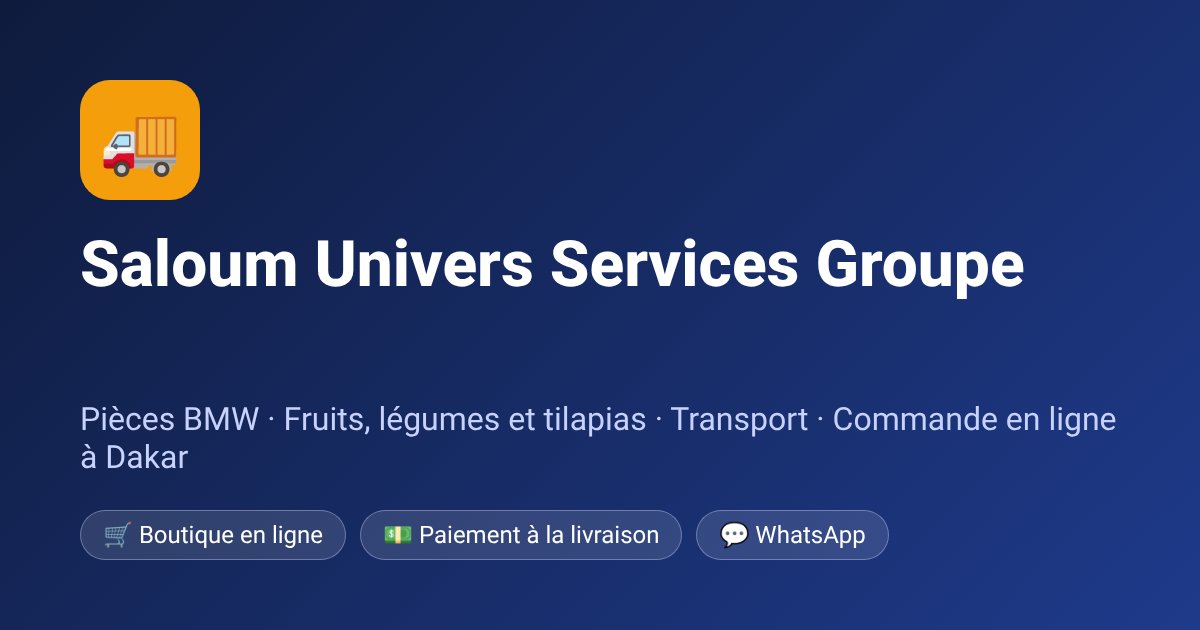 Saloum Univers Services Groupe
Pièces BMW · Fruits, légumes et tilapias · Transport · Commande en ligne
à Dakar
🛒 Boutique en ligne 💵 Paiement à la livraison 💬 WhatsApp